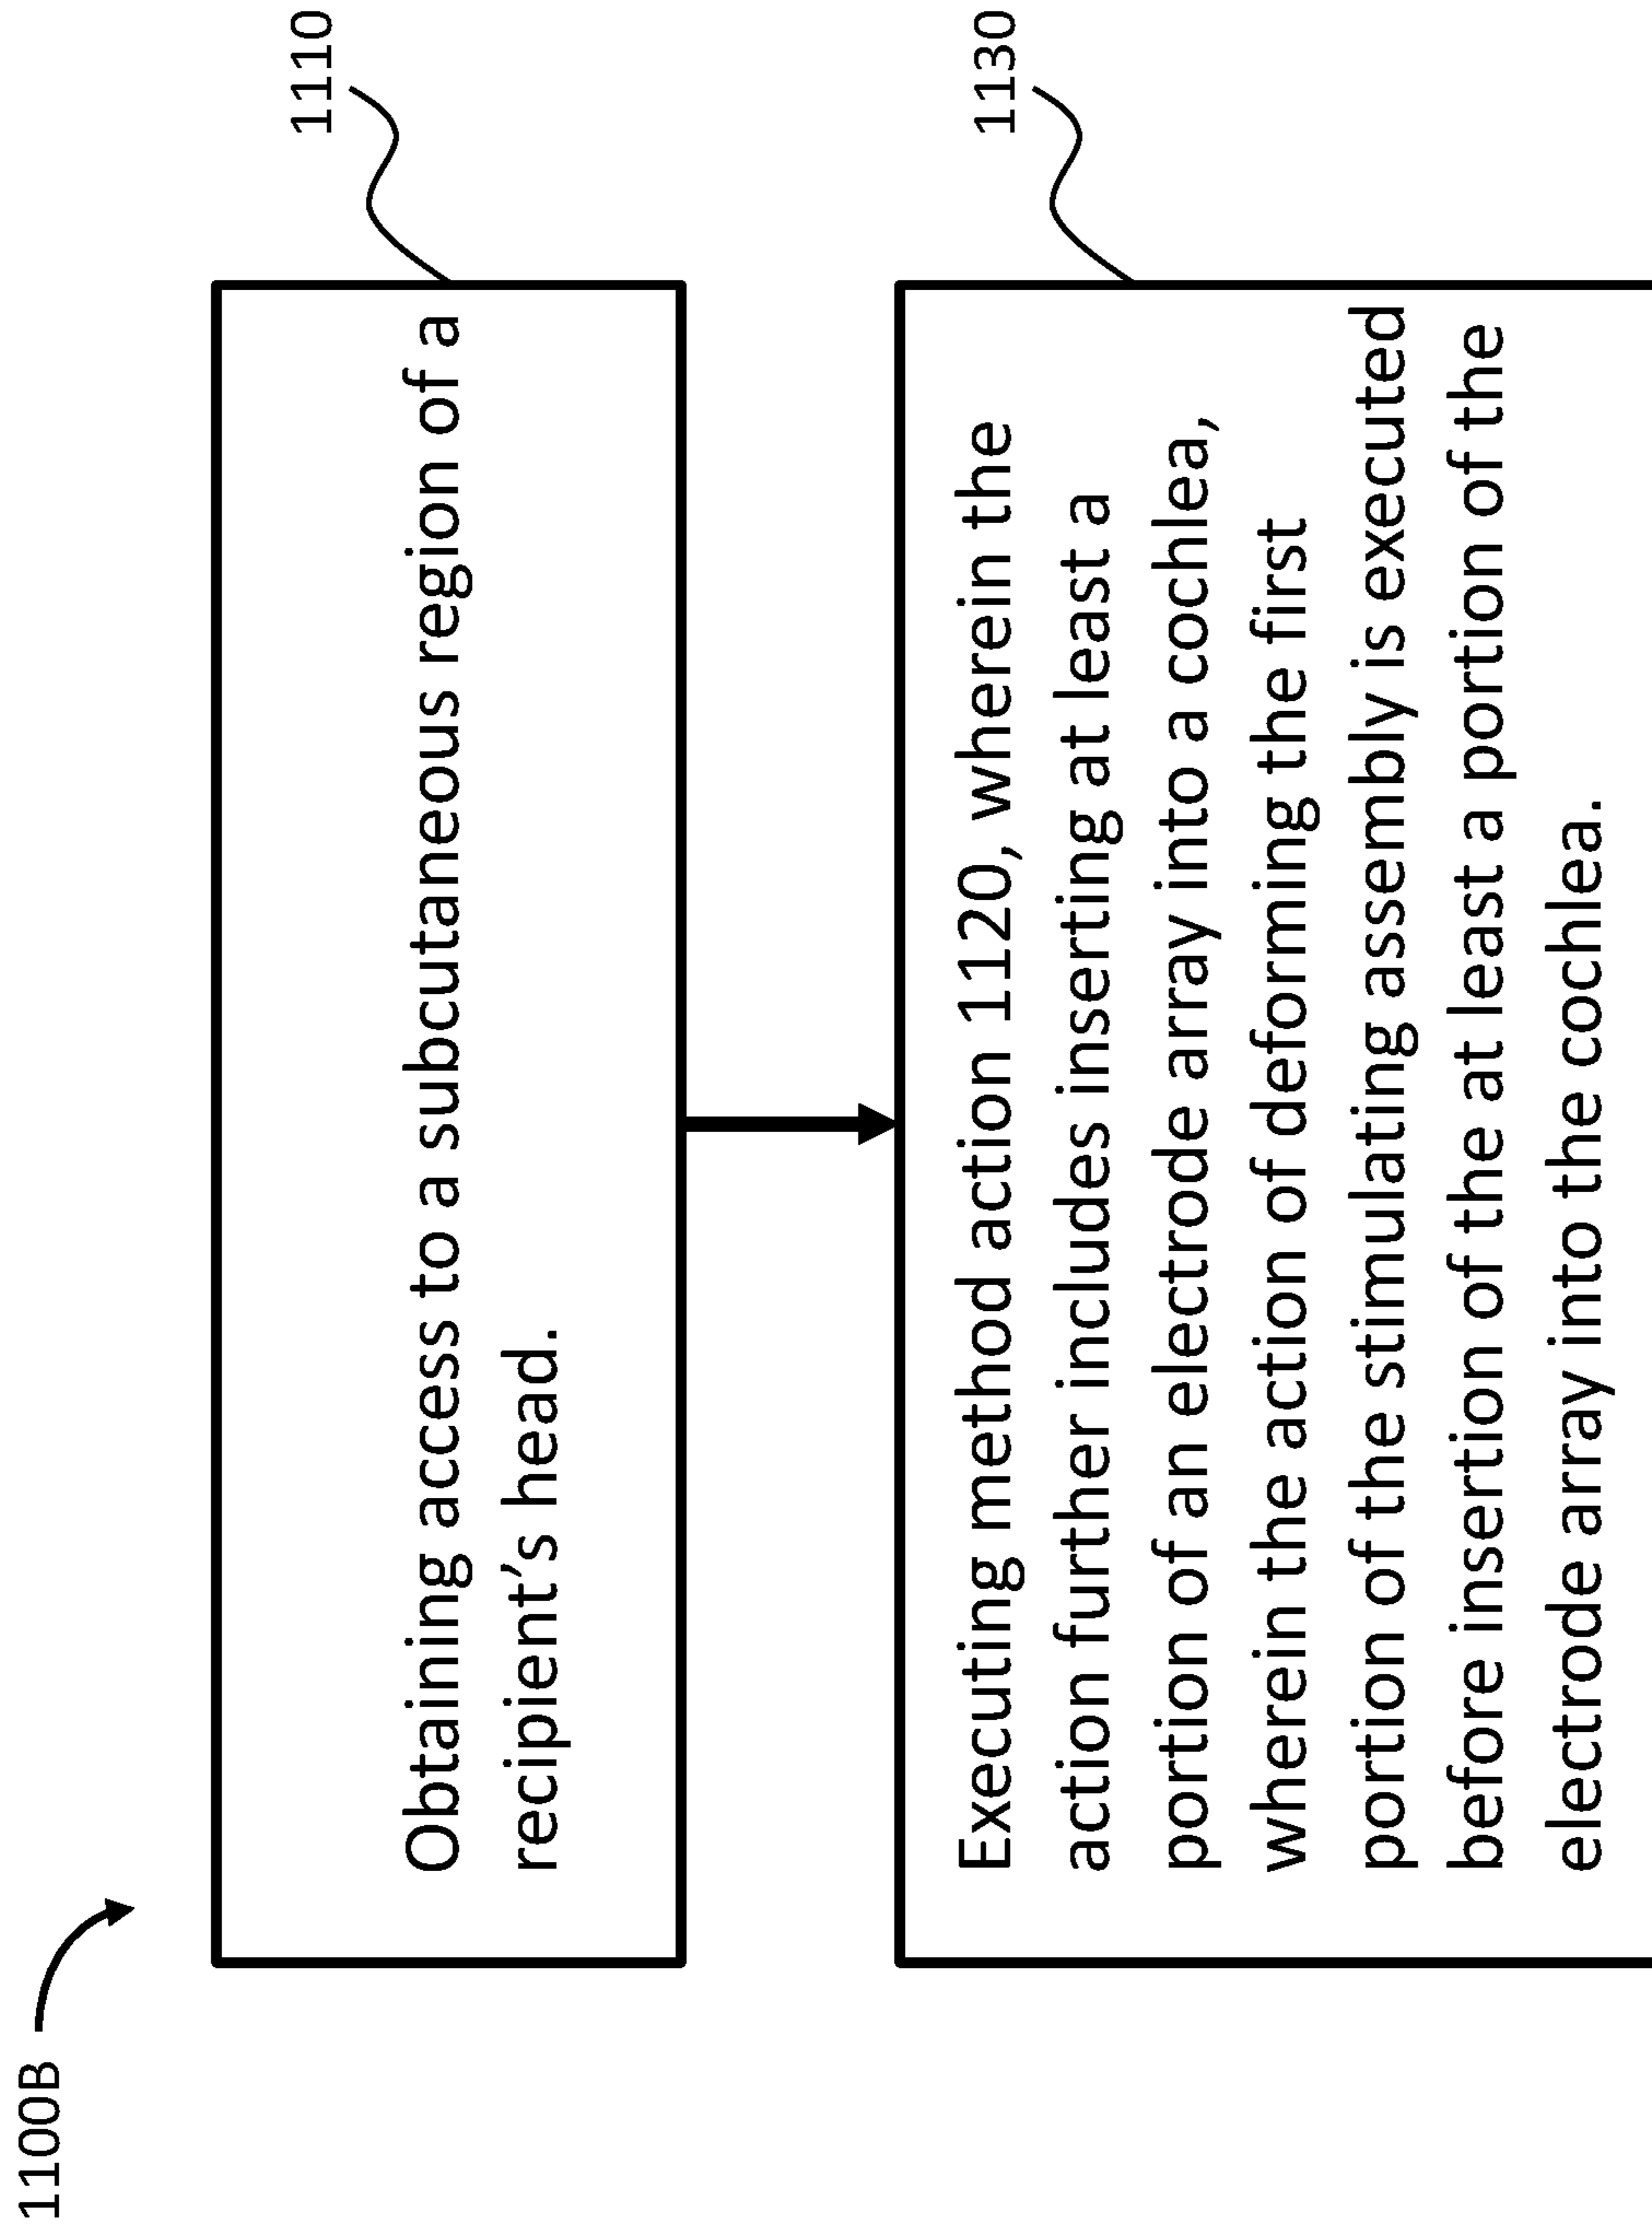 1100B
1110
Obtaining access to a subcutaneous region of a
recipient's head.
1130
Executing method action 1120, wherein the
action further includes inserting at least a
portion of an electrode array into a cochlea,
wherein the action of deforming the first
portion of the stimulating assembly is executed
before insertion of the at least a portion of the
electrode array into the cochlea.